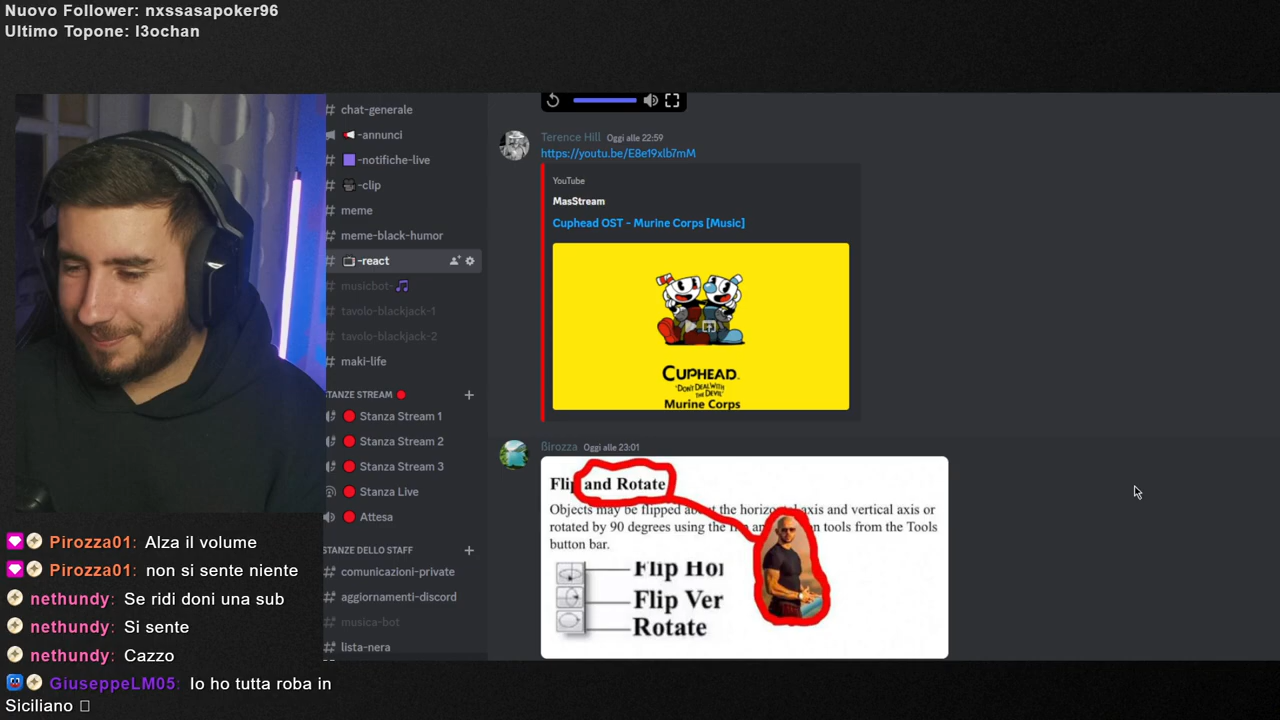 Nuovo Follower: nxssasapoker96
Ultimo Topone: l3ochan
chat-generale
-annunci
-notifiche-live
-clip
meme
meme-black-humor
-react
musicbot-
tavolo-blackjack-1
tavolo-blackjack-2
maki-life
STANZE STREAM
Stanza Stream 1
Stanza Stream 2
Stanza Stream 3
Stanza Live
Attesa
STANZE DELLO STAFF
comunicazioni-private
aggiornamenti-discord
musica-bot
lista-nera
Terence Hill Oggi alle 22:59
https://youtu.be/E8e19xlb7mM
YouTube
MasStream
Cuphead OST - Murine Corps [Music]
CUPHEAD
"DON'T DEAL WITH
THE DEVIL"
Murine Corps
ßirozza Oggi alle 23:01
Flip and Rotate
Objects may be flipped about the horizontal axis and vertical axis or
rotated by 90 degrees using the tools from the Tools
button bar.
Flip Hor
Flip Ver
Rotate
Pirozza01: Alza il volume
Pirozza01: non si sente niente
nethundy: Se ridi doni una sub
nethundy: Si sente
nethundy: Cazzo
GiuseppeLM05: Io ho tutta roba in
Siciliano